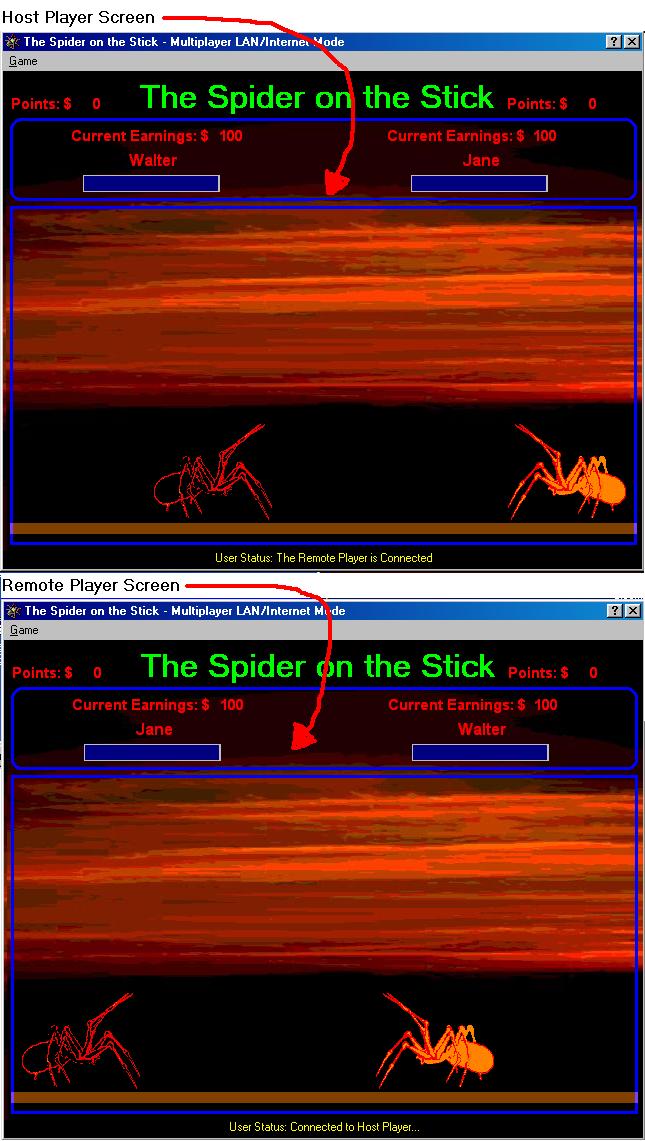 Host Player Screen
The Spider on the Stick - Multiplayer LAN/Internet Mode
Game
Points: $ 0 The Spider on the Stick Points: $ 0
Current Earnings: $ 100 Current Earnings: $ 100
Walter Jane
User Status: The Remote Player is Connected
Remote Player Screen
The Spider on the Stick - Multiplayer LAN/Internet Mode
Game
Points: $ 0 The Spider on the Stick Points: $ 0
Current Earnings: $ 100 Current Earnings: $ 100
Jane Walter
User Status: Connected to Host Player...